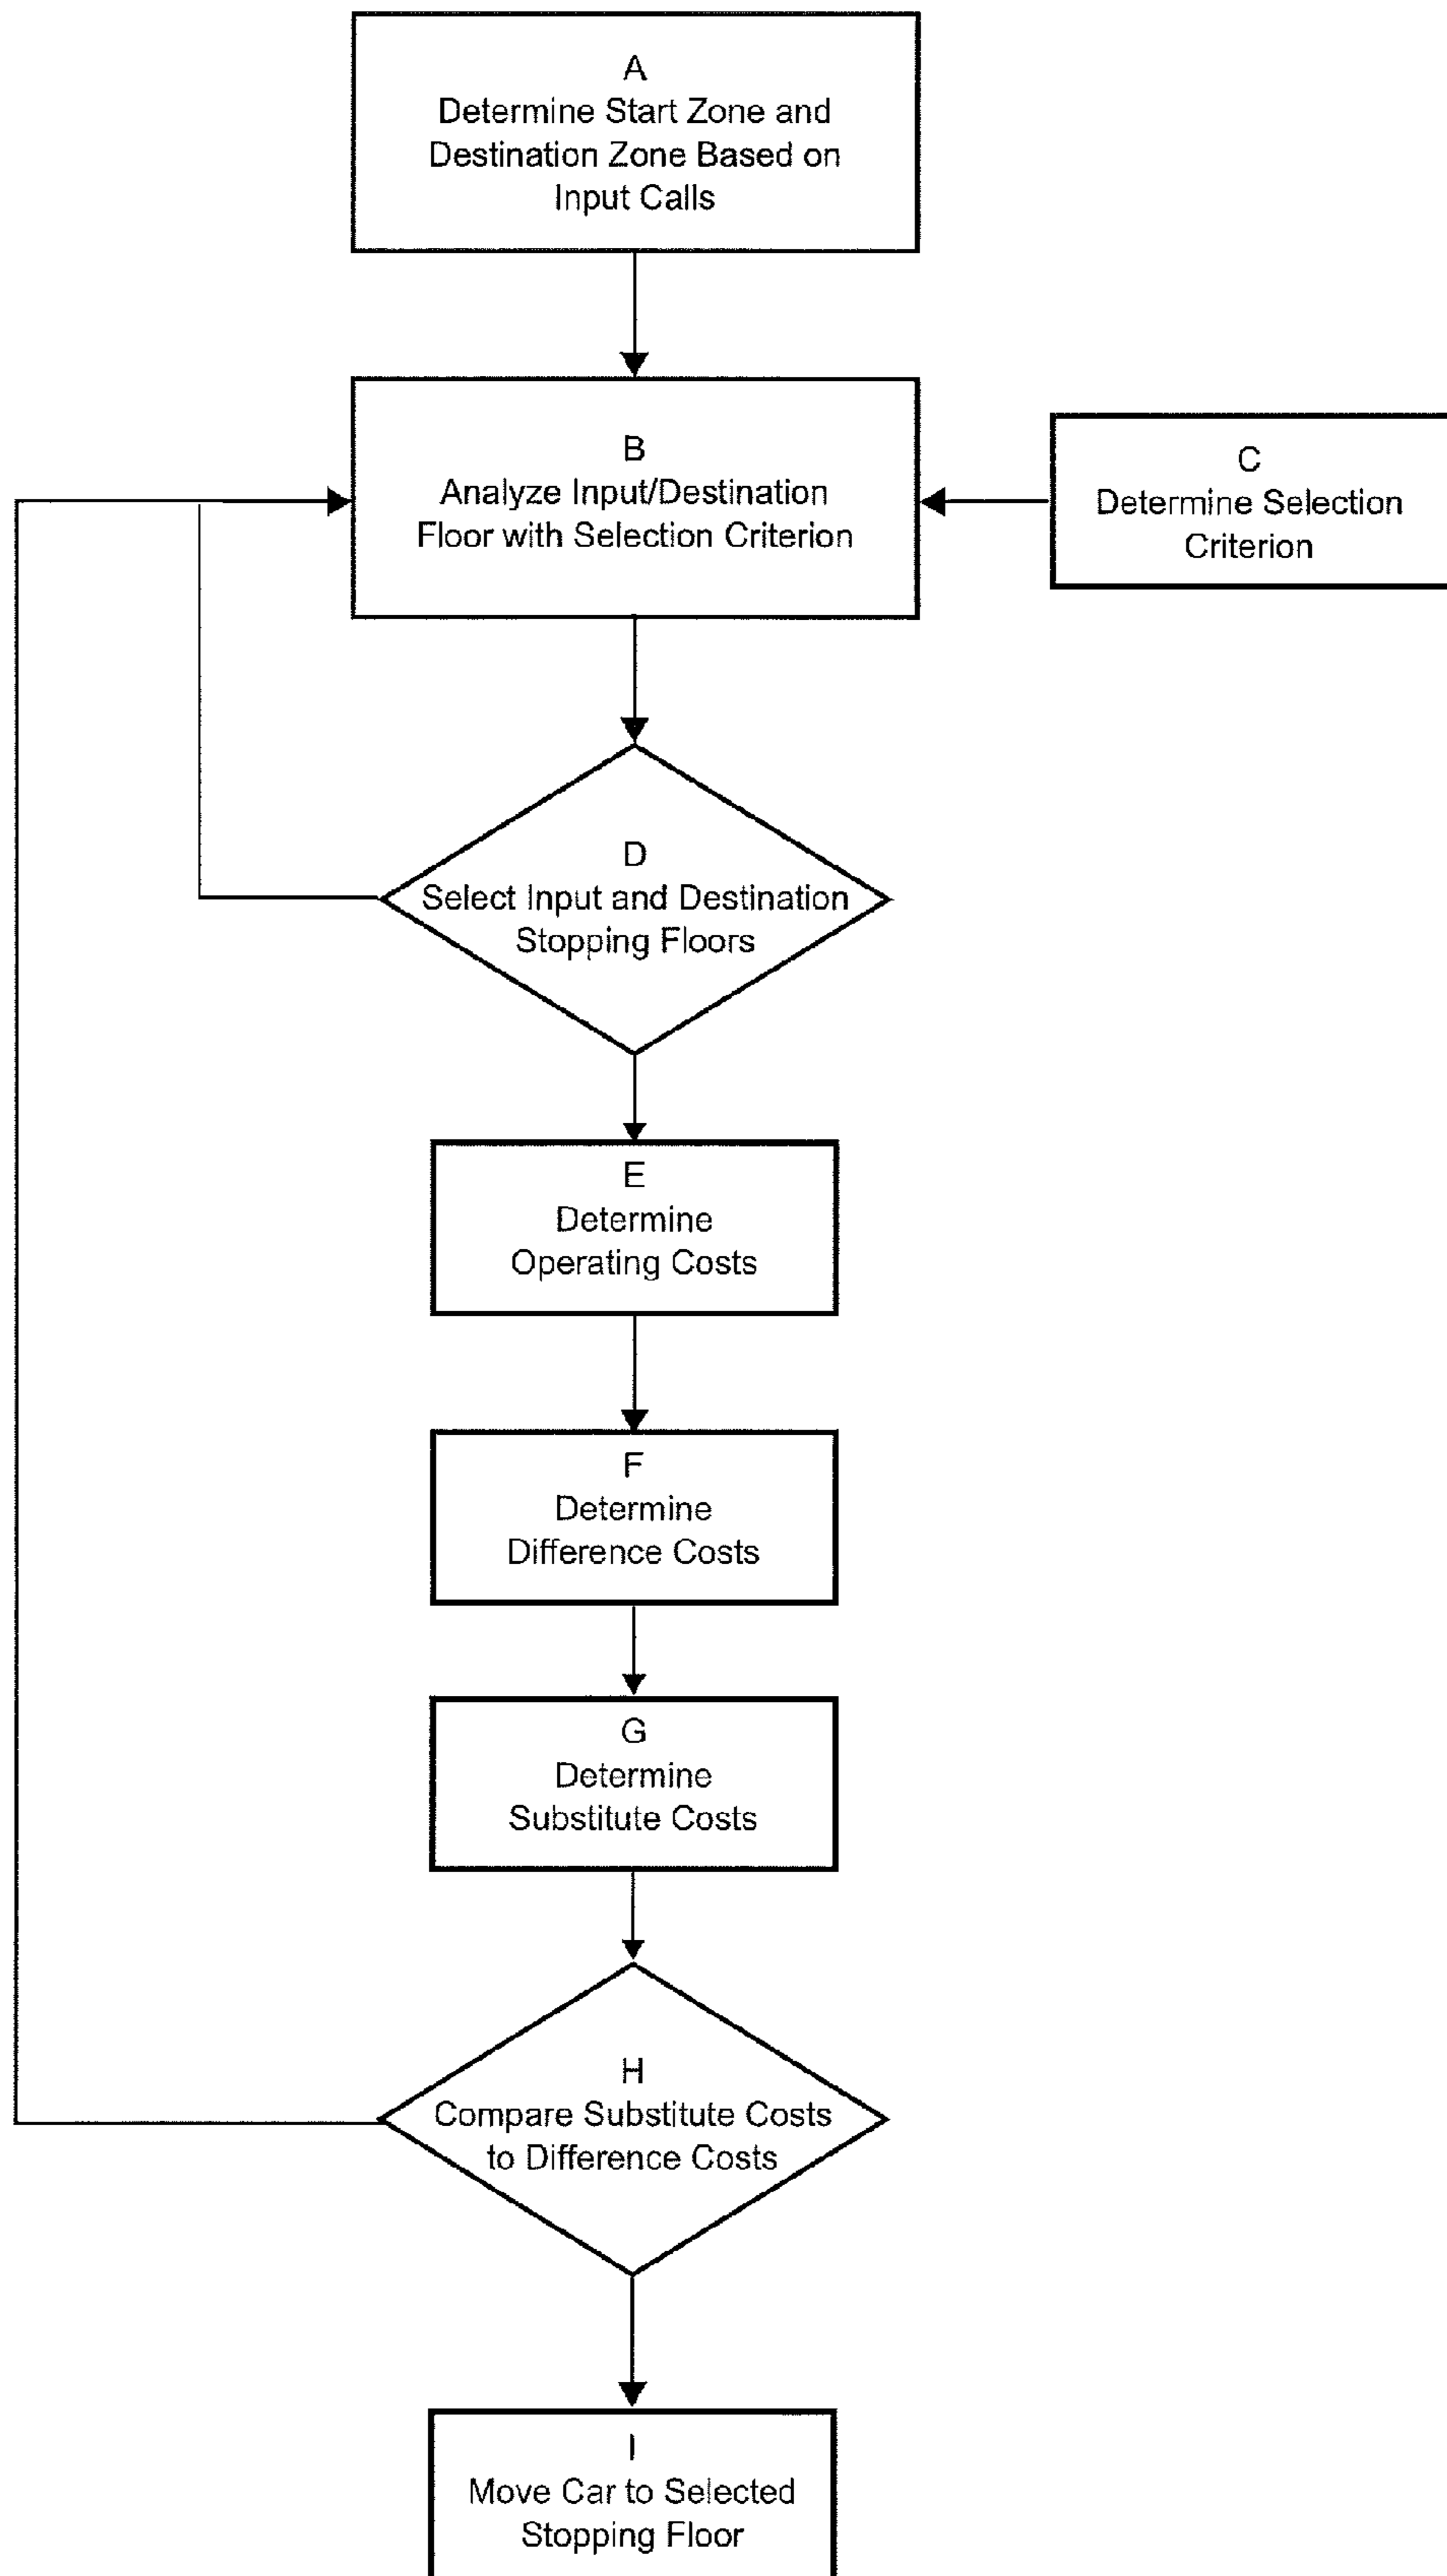 A
Determine Start Zone and
Destination Zone Based on
Input Calls
B
Analyze Input/Destination
Floor with Selection Criterion
C
Determine Selection
Criterion
D
Select Input and Destination
Stopping Floors
E
Determine
Operating Costs
F
Determine
Difference Costs
G
Determine
Substitute Costs
H
Compare Substitute Costs
to Difference Costs
I
Move Car to Selected
Stopping Floor